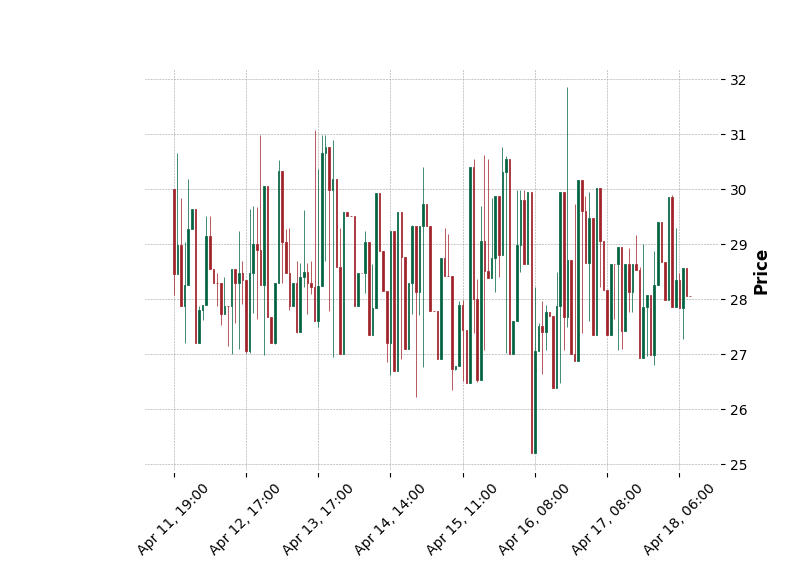 32
31
30
29
28
27
26
25
Price
Apr 11, 19:00
Apr 12, 17:00
Apr 13, 17:00
Apr 14, 14:00
Apr 15, 11:00
Apr 16, 08:00
Apr 17, 08:00
Apr 18, 06:00